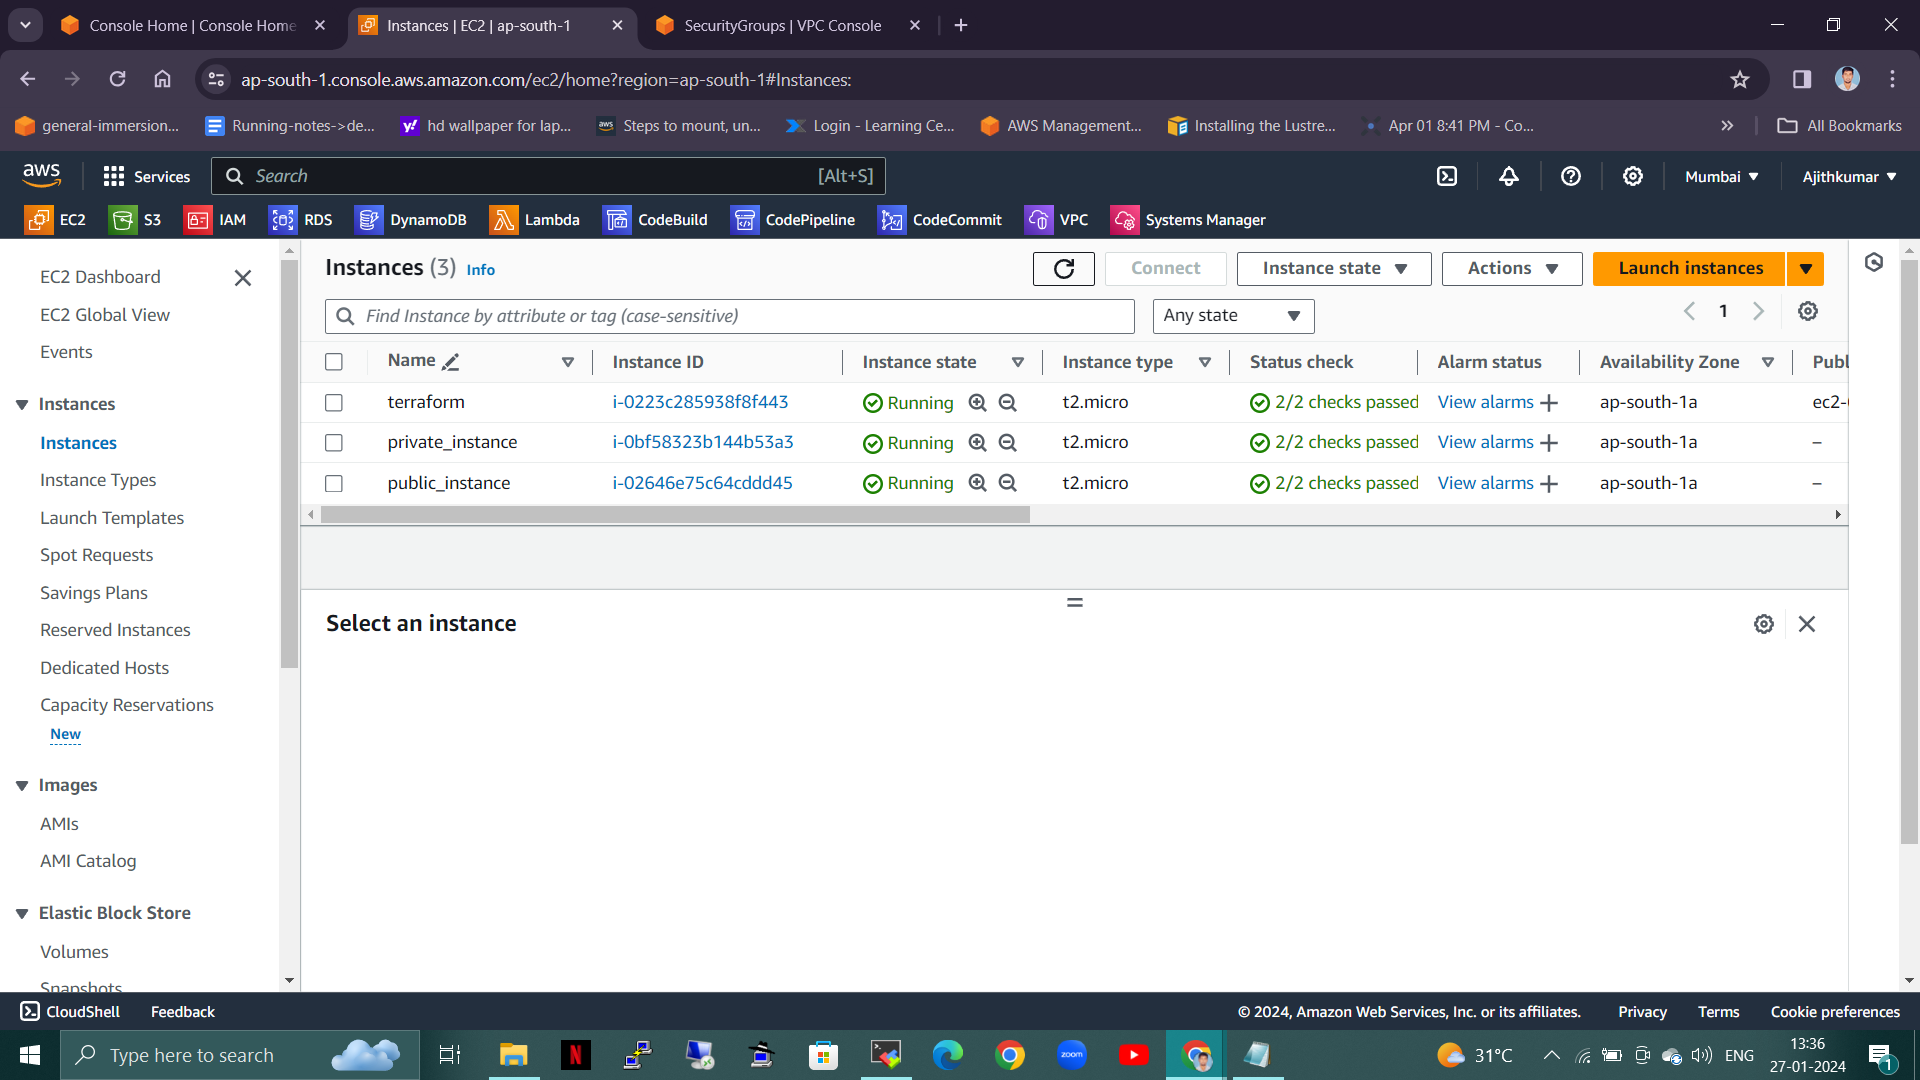 Console Home | Console Home
Instances | EC2 | ap-south-1
SecurityGroups | VPC Console
ap-south-1.console.aws.amazon.com/ec2/home?region=ap-south-1#Instances:
general-immersion...
Running-notes->de...
hd wallpaper for lap...
Steps to mount, un...
Login - Learning Ce...
AWS Management...
Installing the Lustre...
Apr 01 8:41 PM - Co...
All Bookmarks
aws
Services
Search
[Alt+S]
Mumbai
Ajithkumar
EC2
S3
IAM
RDS
DynamoDB
Lambda
CodeBuild
CodePipeline
CodeCommit
VPC
Systems Manager
EC2 Dashboard
EC2 Global View
Events
Instances
Instances
Instance Types
Launch Templates
Spot Requests
Savings Plans
Reserved Instances
Dedicated Hosts
Capacity Reservations
New
Images
AMIs
AMI Catalog
Elastic Block Store
Volumes
Snapshots
Instances (3) Info
Connect
Instance state
Actions
Launch instances
Find Instance by attribute or tag (case-sensitive)
Any state
1
Name Instance ID Instance state Instance type Status check Alarm status Availability Zone Publ
terraform i-0223c285938f8f443 Running t2.micro 2/2 checks passed View alarms ap-south-1a ec2-
private_instance i-0bf58323b144b53a3 Running t2.micro 2/2 checks passed View alarms ap-south-1a –
public_instance i-02646e75c64cddd45 Running t2.micro 2/2 checks passed View alarms ap-south-1a –
Select an instance
CloudShell Feedback
© 2024, Amazon Web Services, Inc. or its affiliates. Privacy Terms Cookie preferences
Type here to search
zoom
31°C
ENG
13:36
27-01-2024
1